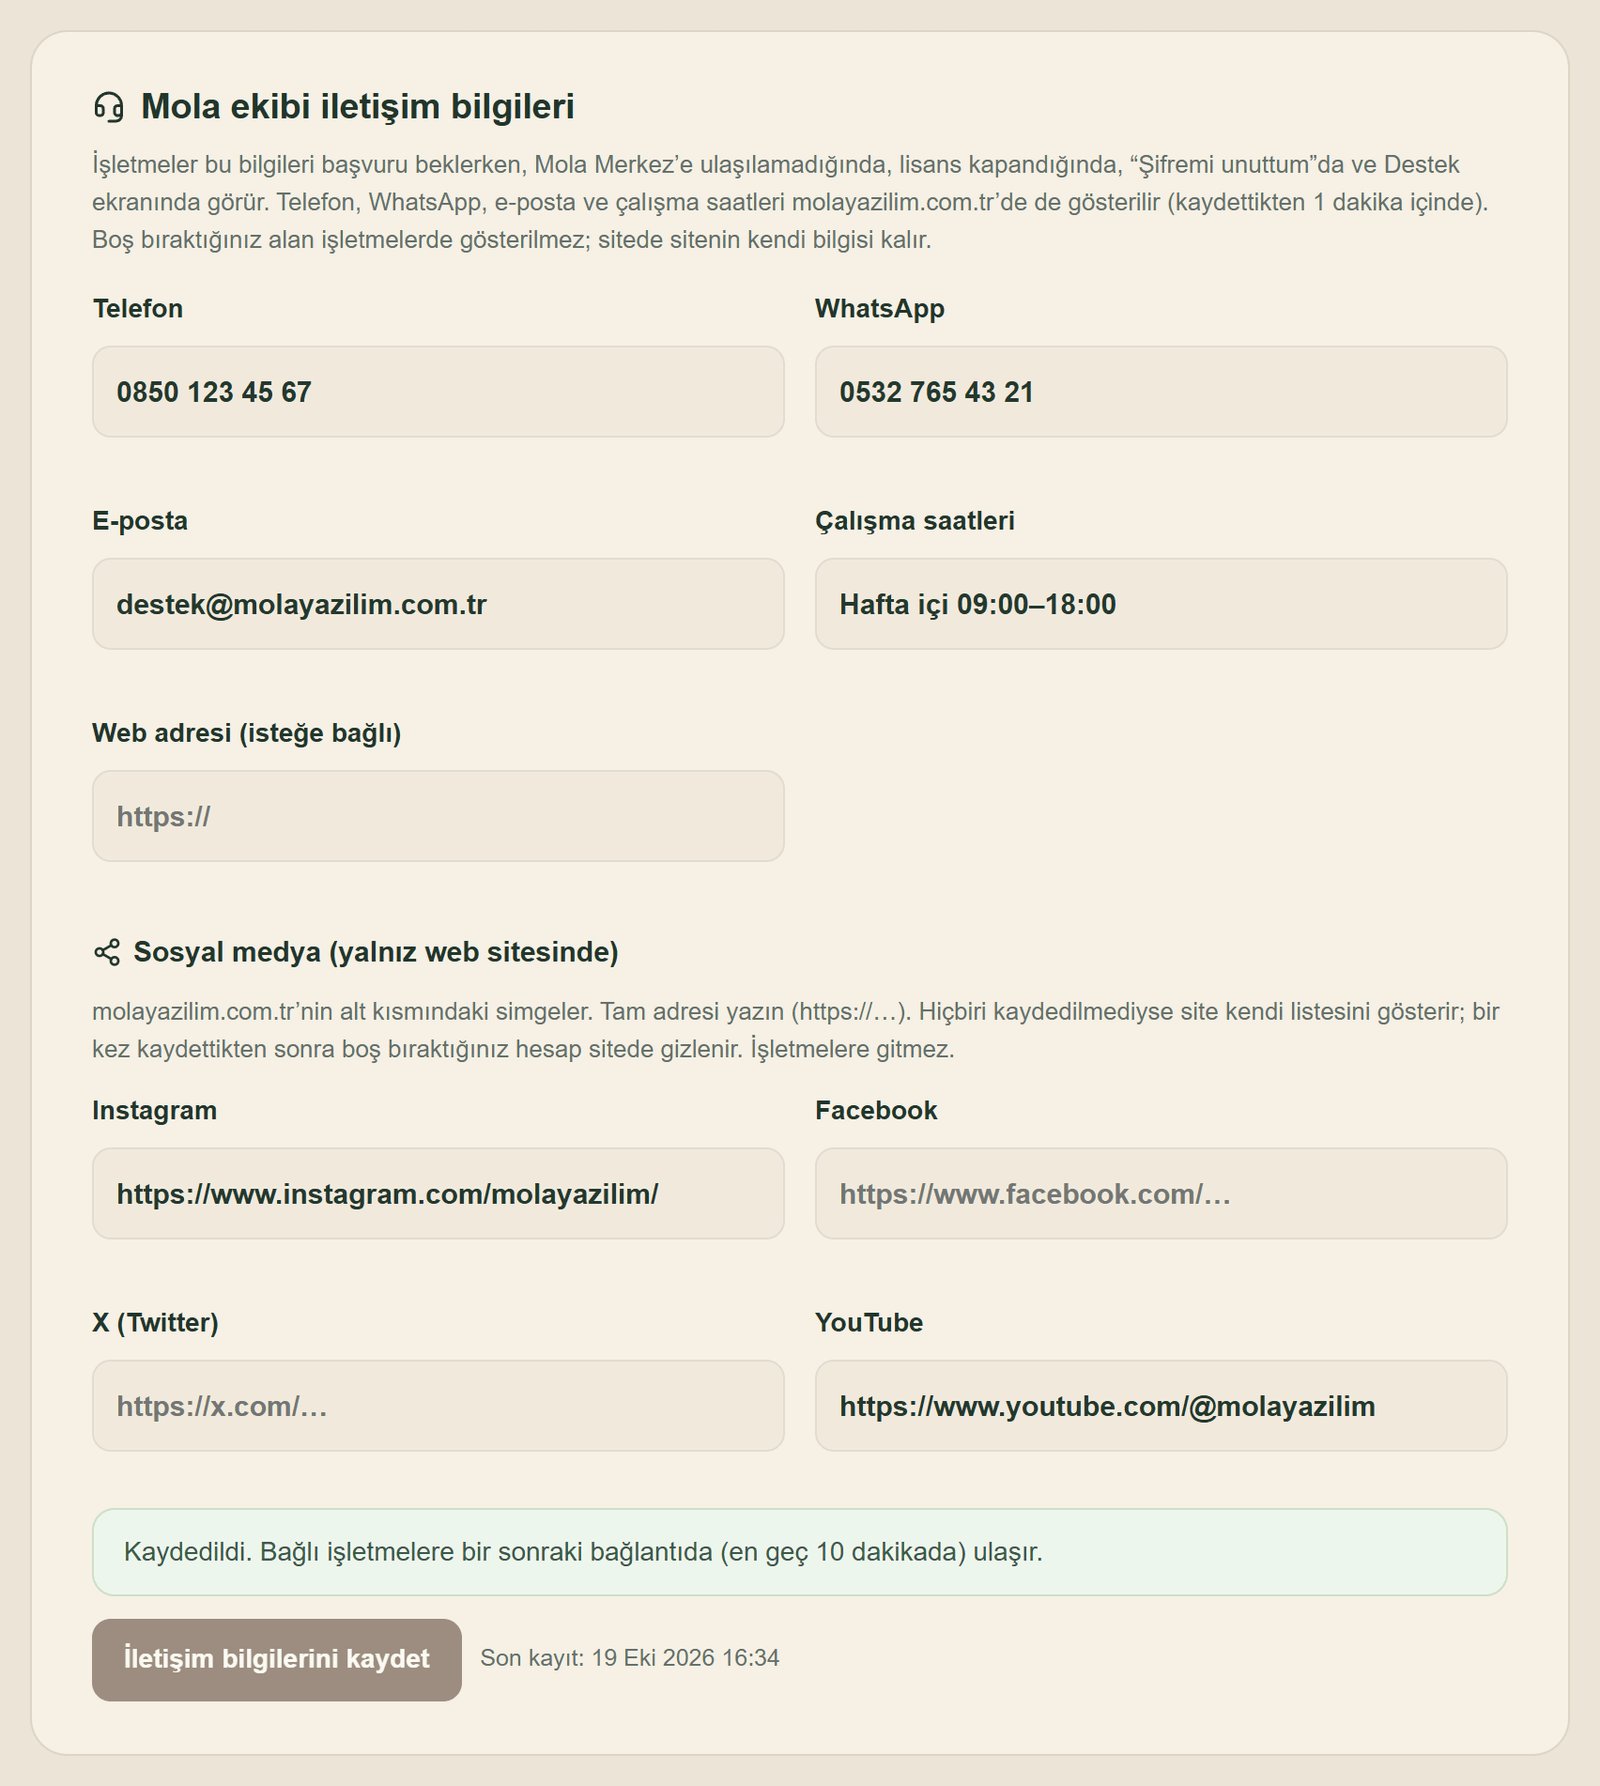 Mola ekibi iletişim bilgileri
İşletmeler bu bilgileri başvuru beklerken, Mola Merkez’e ulaşılamadığında, lisans kapandığında, “Şifremi unuttum”da ve Destek
ekranında görür. Telefon, WhatsApp, e-posta ve çalışma saatleri molayazilim.com.tr’de de gösterilir (kaydettikten 1 dakika içinde).
Boş bıraktığınız alan işletmelerde gösterilmez; sitede sitenin kendi bilgisi kalır.
Telefon
0850 123 45 67
WhatsApp
0532 765 43 21
E-posta
destek@molayazilim.com.tr
Çalışma saatleri
Hafta içi 09:00–18:00
Web adresi (isteğe bağlı)
https://
Sosyal medya (yalnız web sitesinde)
molayazilim.com.tr’nin alt kısmındaki simgeler. Tam adresi yazın (https://…). Hiçbiri kaydedilmediyse site kendi listesini gösterir; bir
kez kaydettikten sonra boş bıraktığınız hesap sitede gizlenir. İşletmelere gitmez.
Instagram
https://www.instagram.com/molayazilim/
Facebook
https://www.facebook.com/…
X (Twitter)
https://x.com/…
YouTube
https://www.youtube.com/@molayazilim
Kaydedildi. Bağlı işletmelere bir sonraki bağlantıda (en geç 10 dakikada) ulaşır.
İletişim bilgilerini kaydet
Son kayıt: 19 Eki 2026 16:34